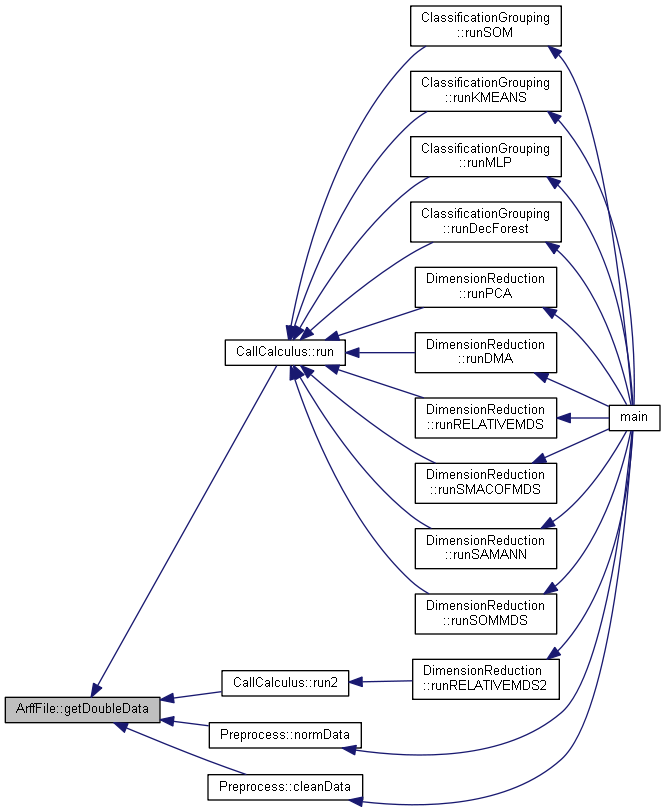 ClassificationGrouping
::runSOM
ClassificationGrouping
::runKMEANS
ClassificationGrouping
::runMLP
ClassificationGrouping
::runDecForest
DimensionReduction
::runPCA
CallCalculus::run
DimensionReduction
::runDMA
DimensionReduction
::runRELATIVEMDS
main
DimensionReduction
::runSMACOFMDS
DimensionReduction
::runSAMANN
DimensionReduction
::runSOMMDS
ArffFile::getDoubleData
CallCalculus::run2
DimensionReduction
::runRELATIVEMDS2
Preprocess::normData
Preprocess::cleanData